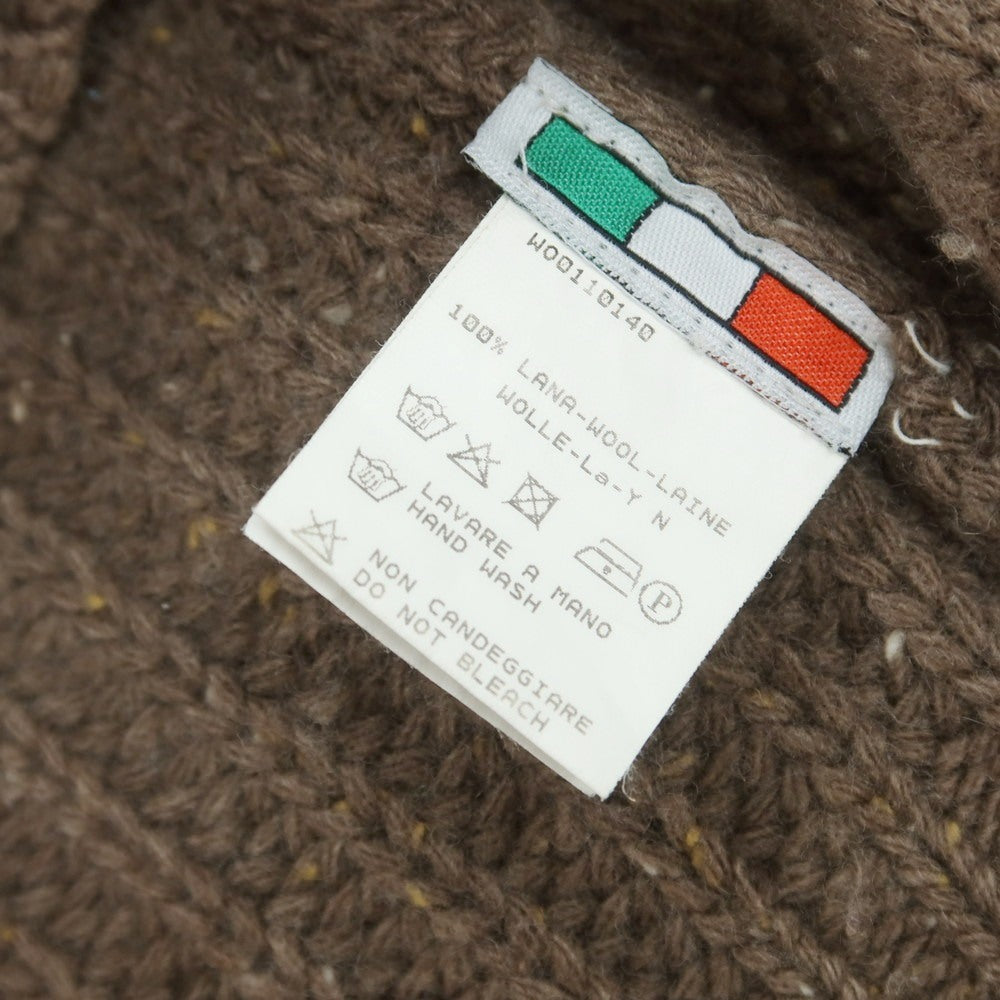 W00110140
100% LANA-WOOL-LAINE
WOLLE-La-Y N
P
LAVARE A MANO
HAND WASH
NON CANDEGGIARE
DO NOT BLEACH